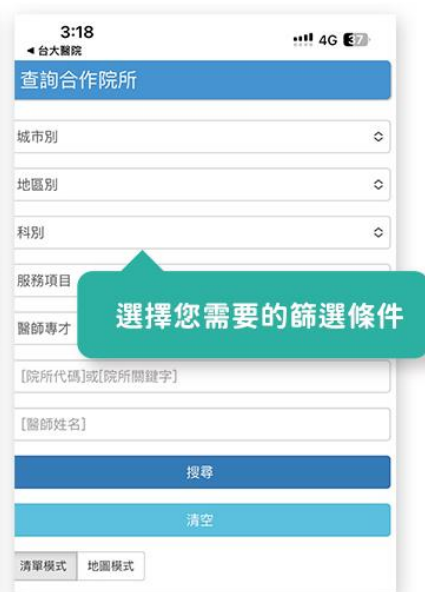 3:18
4G 37
◀ 台大醫院
查詢合作院所
城市別
地區別
科別
服務項目
選擇您需要的篩選條件
醫師專才
[院所代碼]或[院所關鍵字]
[醫師姓名]
搜尋
清空
清單模式
地圖模式